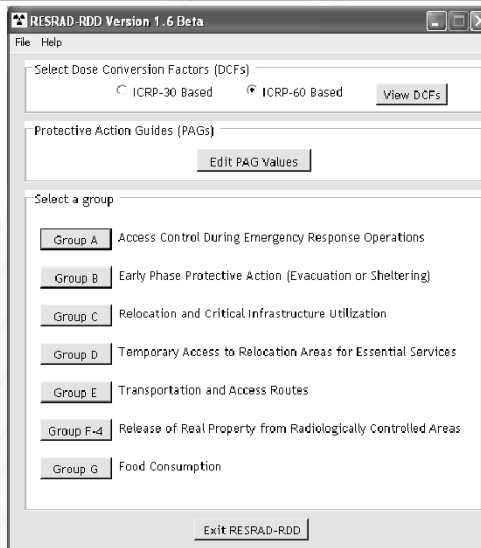 RESRAD-RDD Version 1.6 Beta
File Help
Select Dose Conversion Factors (DCFs)
ICRP-30 Based ICRP-60 Based View DCFs
Protective Action Guides (PAGs)
Edit PAG Values
Select a group
Group A Access Control During Emergency Response Operations
Group B Early Phase Protective Action (Evacuation or Sheltering)
Group C Relocation and Critical Infrastructure Utilization
Group D Temporary Access to Relocation Areas for Essential Services
Group E Transportation and Access Routes
Group F-4 Release of Real Property from Radiologically Controlled Areas
Group G Food Consumption
Exit RESRAD-RDD